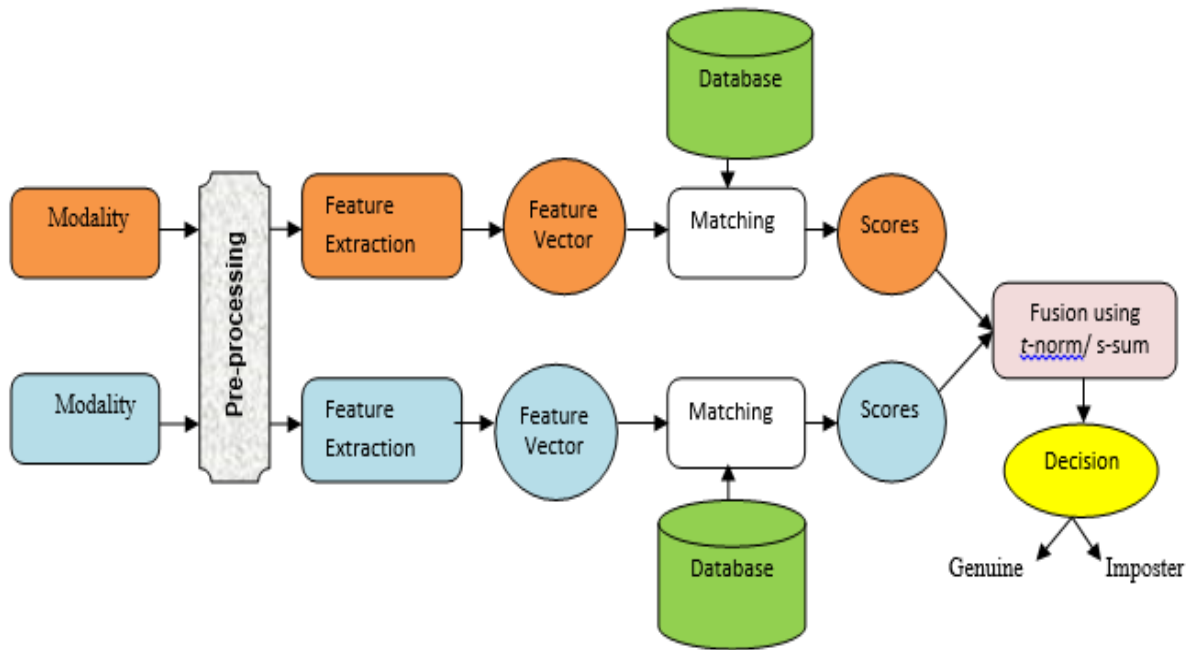 Database
Modality
Pre-processing
Feature
Extraction
Feature
Vector
Matching
Scores
Fusion using
t-norm/ s-sum
Modality
Feature
Extraction
Feature
Vector
Matching
Scores
Decision
Database
Genuine
Imposter